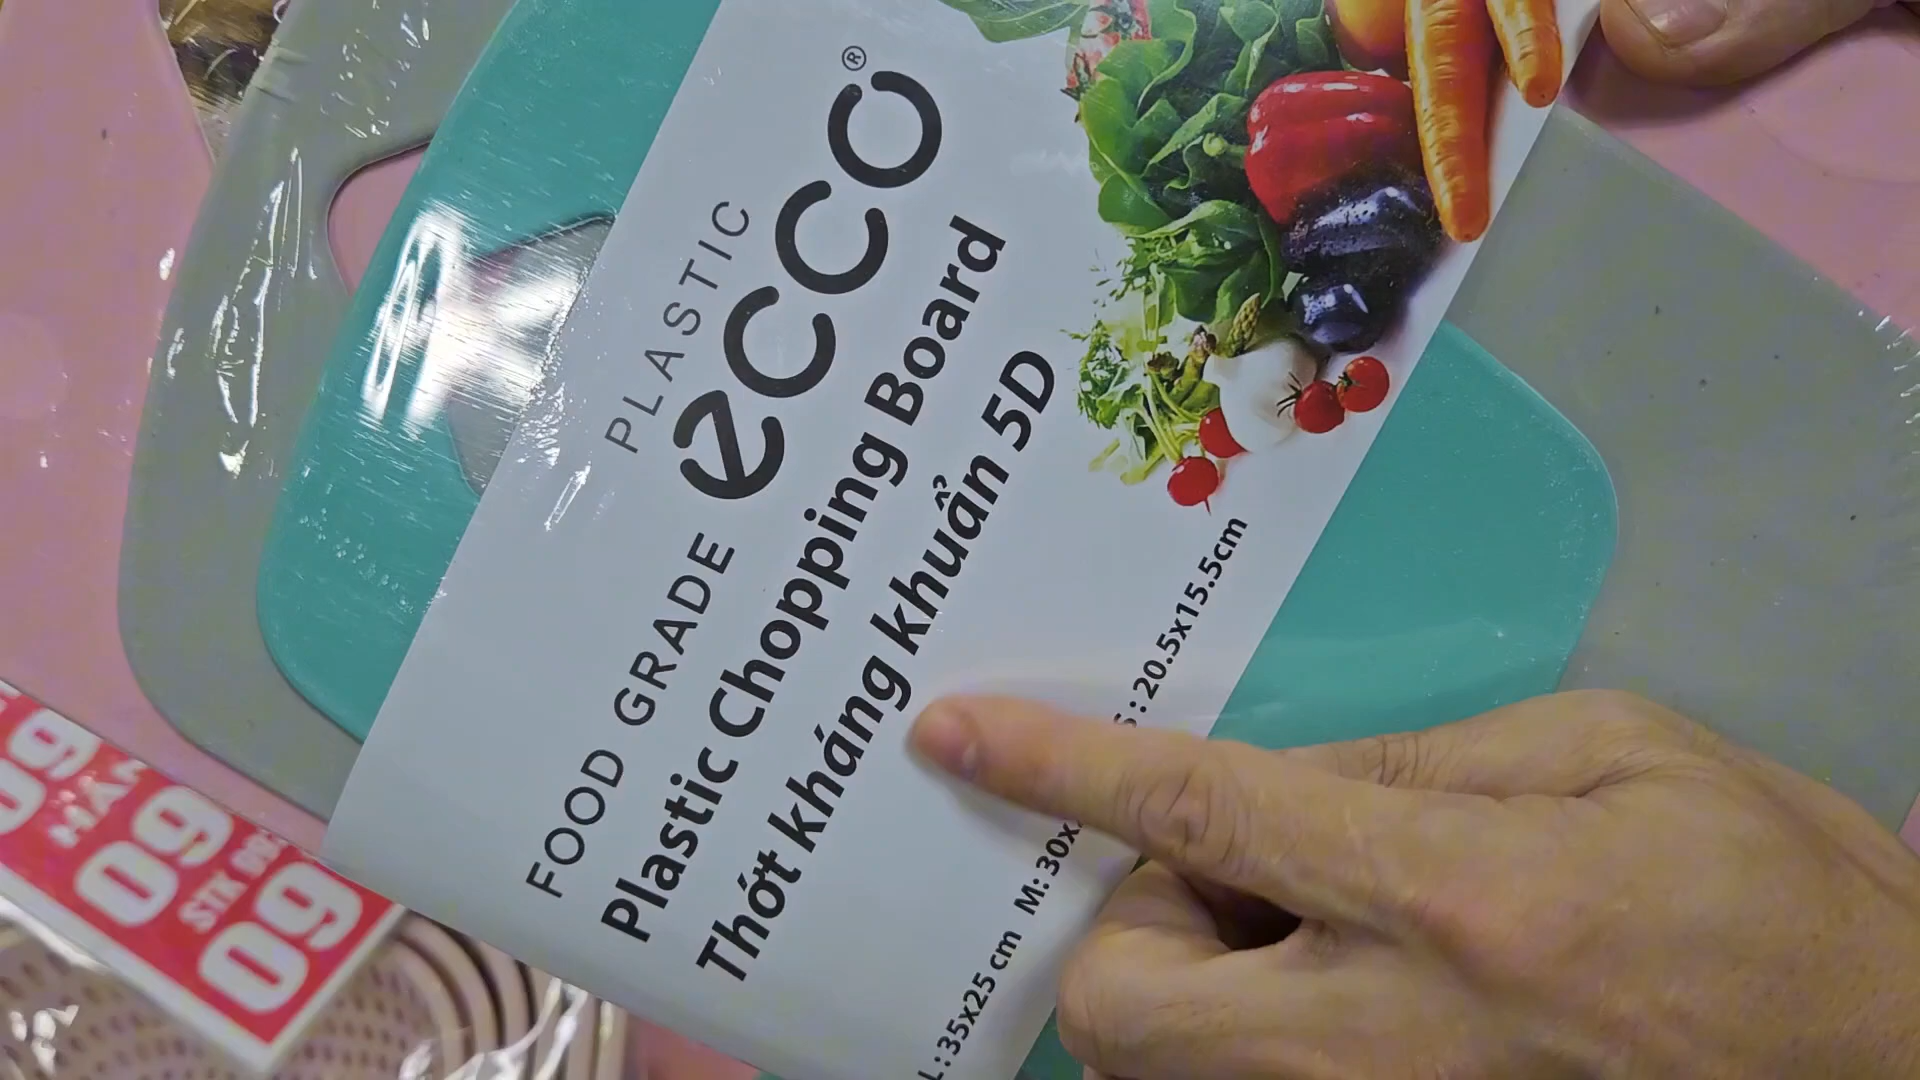 FOOD GRADE PLASTIC
ecco®
Plastic Chopping Board
Thớt kháng khuẩn 5D
L: 35x25 cm M: 30x S: 20.5x15.5cm
09
09
STK
09